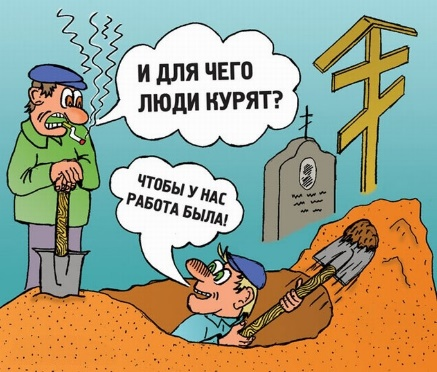 И ДЛЯ ЧЕГО
ЛЮДИ КУРЯТ?
ЧТОБЫ У НАС
РАБОТА БЫЛА!